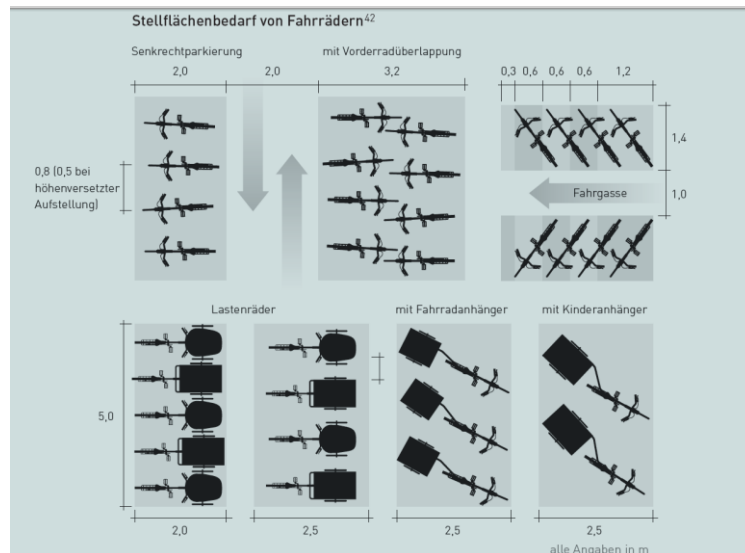 Stellflächenbedarf von Fahrrädern42
Senkrechtparkierung
mit Vorderradüberlappung
2,0
2,0
3,2
0,3
0,6
0,6
0,6
1,2
0,8 (0,5 bei
höhenversetzter
Aufstellung)
1,4
Fahrgasse
1,0
Lastenräder
mit Fahrradanhänger
mit Kinderanhänger
5,0
2,0
2,5
2,5
2,5
alle Angaben in m